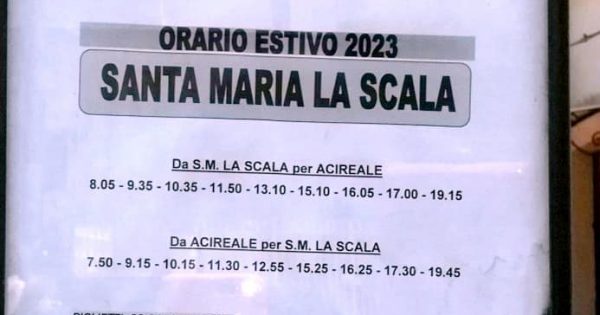 ORARIO ESTIVO 2023
SANTA MARIA LA SCALA
Da S.M. LA SCALA per ACIREALE
8.05 - 9.35 - 10.35 - 11.50 - 13.10 - 15.10 - 16.05 - 17.00 - 19.15
Da ACIREALE per S.M. LA SCALA
7.50 - 9.15 - 10.15 - 11.30 - 12.55 - 15.25 - 16.25 - 17.30 - 19.45